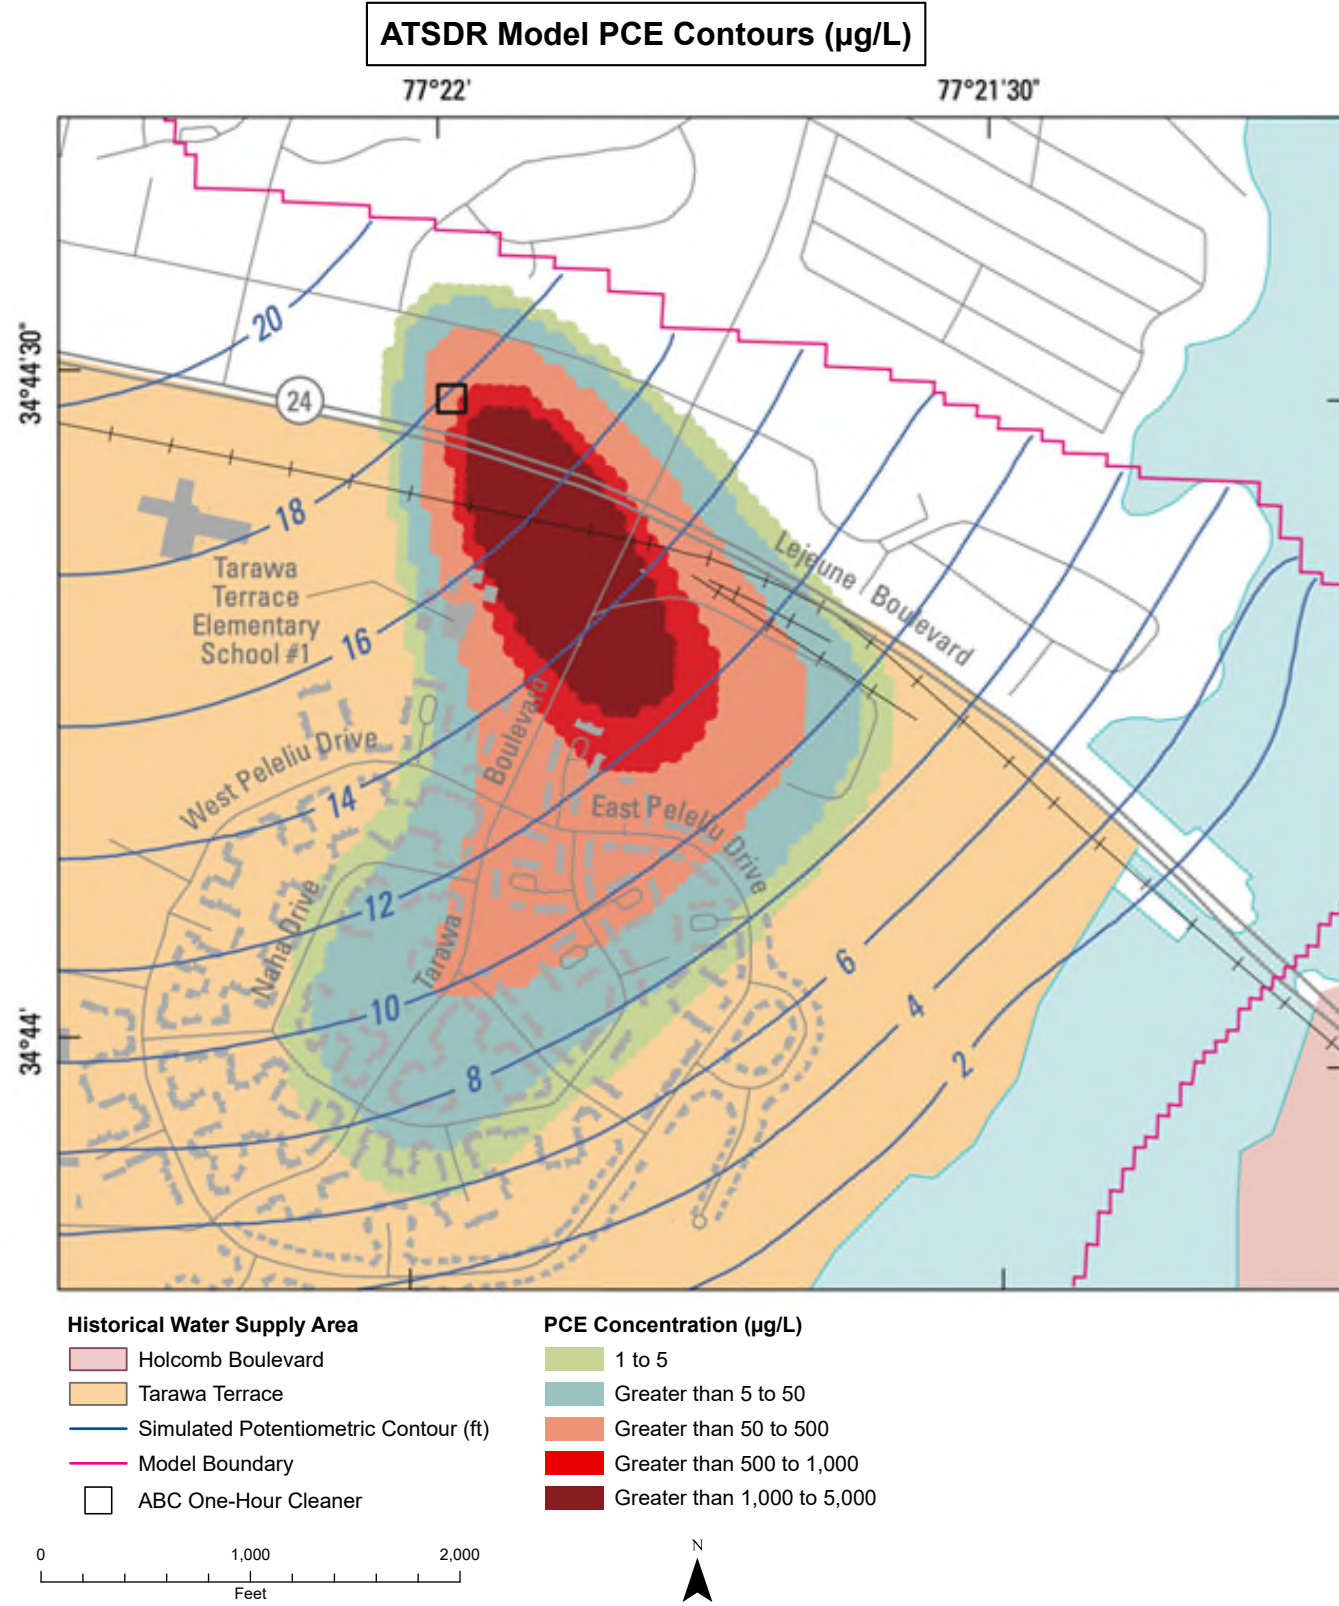 ATSDR Model PCE Contours (µg/L)
77°22'
77°21'30"
34°44'30"
34°44'
20
24
18
Tarawa
Terrace
Elementary
School #1
16
Lejeune Boulevard
West Peleliu Drive
14
Boulevard
East Peleliu Drive
12
Naha Drive
Tarawa
10
8
6
4
2
Historical Water Supply Area
Holcomb Boulevard
Tarawa Terrace
Simulated Potentiometric Contour (ft)
Model Boundary
ABC One-Hour Cleaner
PCE Concentration (µg/L)
1 to 5
Greater than 5 to 50
Greater than 50 to 500
Greater than 500 to 1,000
Greater than 1,000 to 5,000
0 1,000 2,000
Feet
N